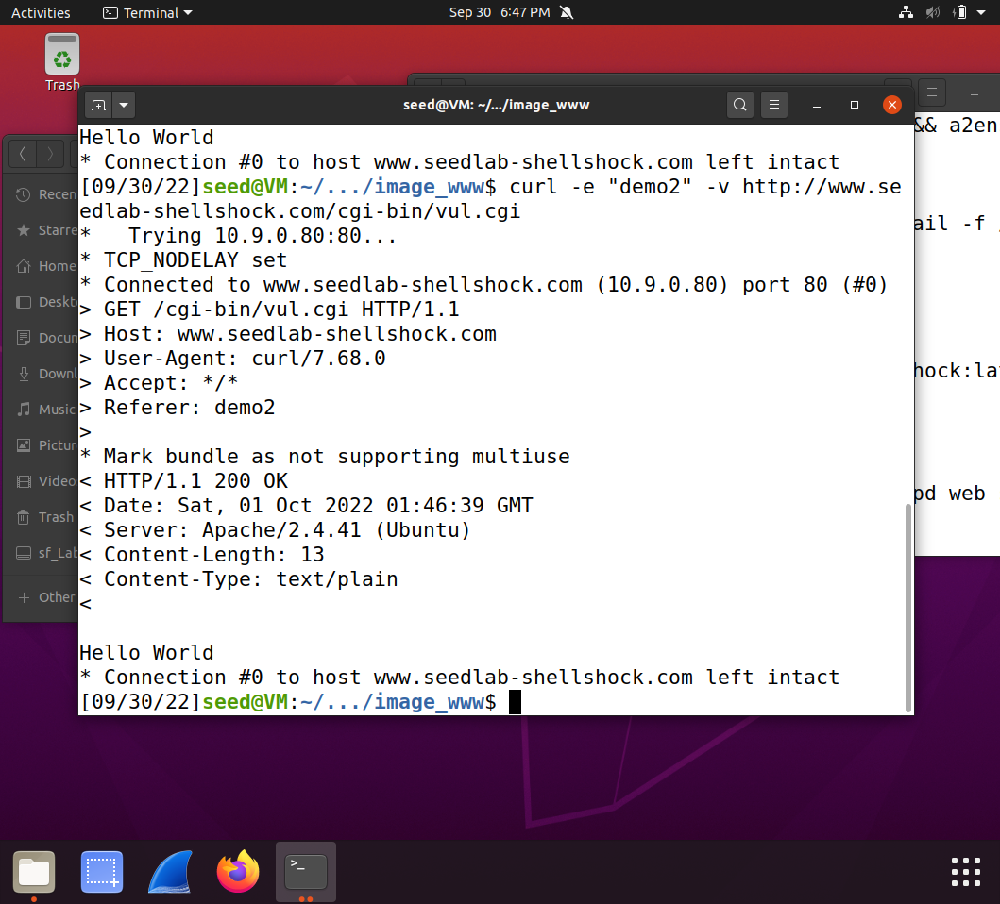 Activities
Terminal
Sep 30 6:47 PM
Trash
seed@VM: ~/.../image_www
Hello World
* Connection #0 to host www.seedlab-shellshock.com left intact
[09/30/22]seed@VM:~/.../image_www$ curl -e "demo2" -v http://www.se
edlab-shellshock.com/cgi-bin/vul.cgi
*   Trying 10.9.0.80:80...
* TCP_NODELAY set
* Connected to www.seedlab-shellshock.com (10.9.0.80) port 80 (#0)
> GET /cgi-bin/vul.cgi HTTP/1.1
> Host: www.seedlab-shellshock.com
> User-Agent: curl/7.68.0
> Accept: */*
> Referer: demo2
>
* Mark bundle as not supporting multiuse
< HTTP/1.1 200 OK
< Date: Sat, 01 Oct 2022 01:46:39 GMT
< Server: Apache/2.4.41 (Ubuntu)
< Content-Length: 13
< Content-Type: text/plain
<
Hello World
* Connection #0 to host www.seedlab-shellshock.com left intact
[09/30/22]seed@VM:~/.../image_www$
Recen
Starre
Home
Deskt
Docum
Downl
Music
Pictur
Video
Trash
sf_Lab
+ Other
&& a2en
ail -f
hock:la
pd web
>_